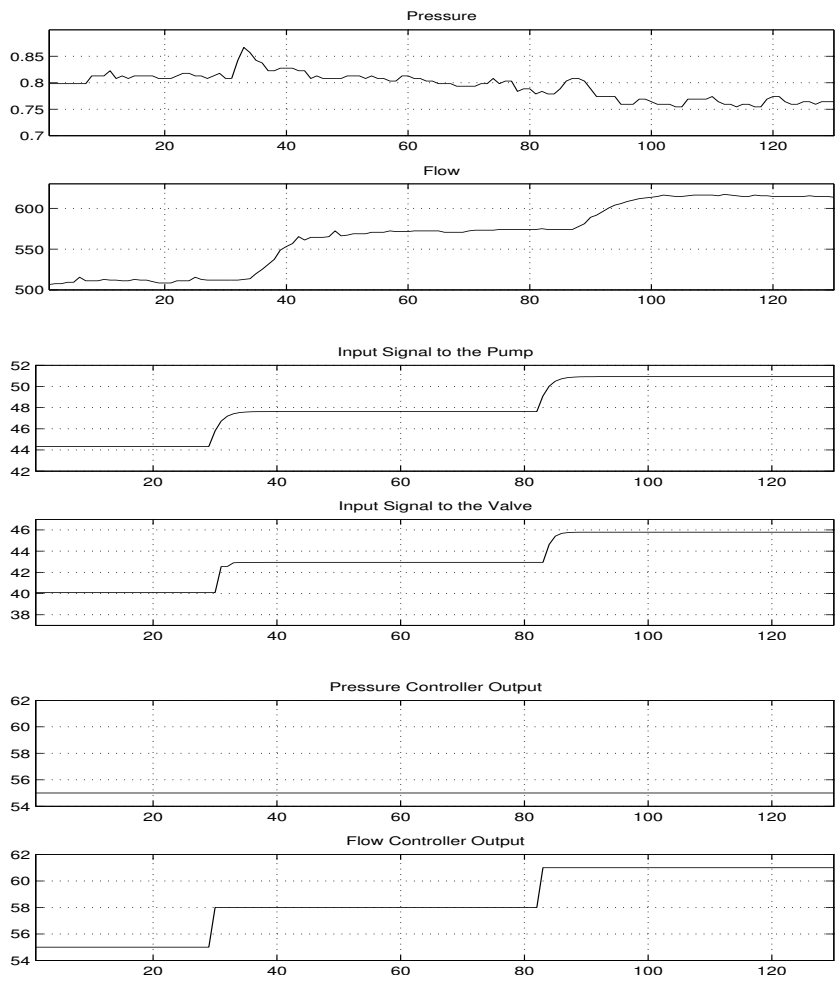 Pressure
0.85
0.8
0.75
0.7
20 40 60 80 100 120
Flow
600
550
500
20 40 60 80 100 120
Input Signal to the Pump
52
50
48
46
44
42
20 40 60 80 100 120
Input Signal to the Valve
46
44
42
40
38
20 40 60 80 100 120
Pressure Controller Output
62
60
58
56
54
20 40 60 80 100 120
Flow Controller Output
62
60
58
56
54
20 40 60 80 100 120